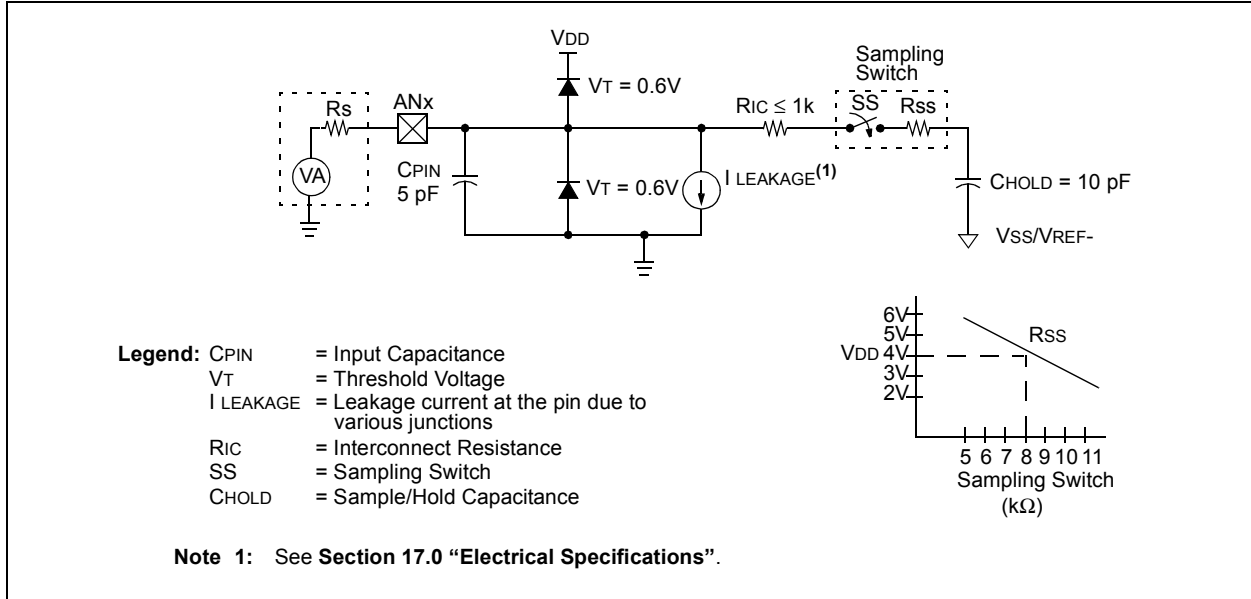 VDD
Sampling
Switch
VT = 0.6V
Rs
ANx
RIC ≤ 1k
SS
Rss
VA
CPIN
5 pF
VT = 0.6V
I LEAKAGE(1)
CHOLD = 10 pF
VSS/VREF-
6V
5V
VDD 4V
3V
2V
RSS
5 6 7 8 9 10 11
Sampling Switch
(kΩ)
Legend: CPIN = Input Capacitance
VT = Threshold Voltage
I LEAKAGE = Leakage current at the pin due to
various junctions
RIC = Interconnect Resistance
SS = Sampling Switch
CHOLD = Sample/Hold Capacitance
Note 1: See Section 17.0 “Electrical Specifications”.